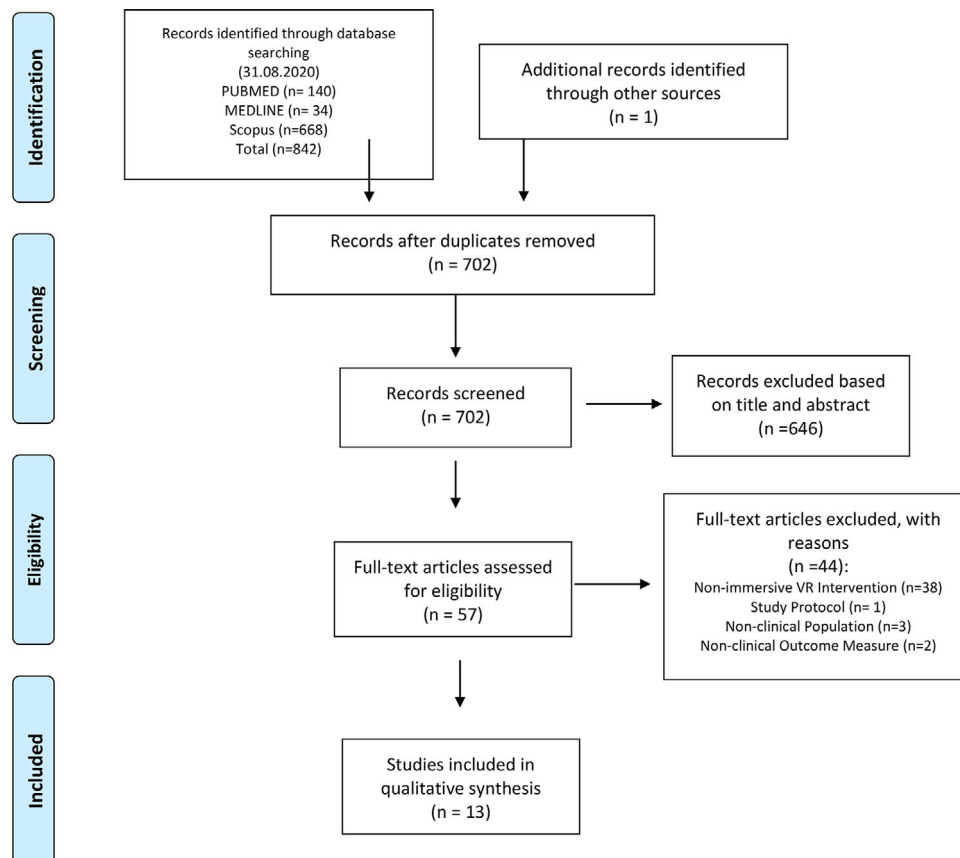 Identification
Records identified through database
searching
(31.08.2020)
PUBMED (n= 140)
MEDLINE (n= 34)
Scopus (n=668)
Total (n=842)
Additional records identified
through other sources
(n = 1)
Screening
Records after duplicates removed
(n = 702)
Records screened
(n = 702)
Records excluded based
on title and abstract
(n =646)
Eligibility
Full-text articles assessed
for eligibility
(n = 57)
Full-text articles excluded, with
reasons
(n =44):
Non-immersive VR Intervention (n=38)
Study Protocol (n= 1)
Non-clinical Population (n=3)
Non-clinical Outcome Measure (n=2)
Included
Studies included in
qualitative synthesis
(n = 13)